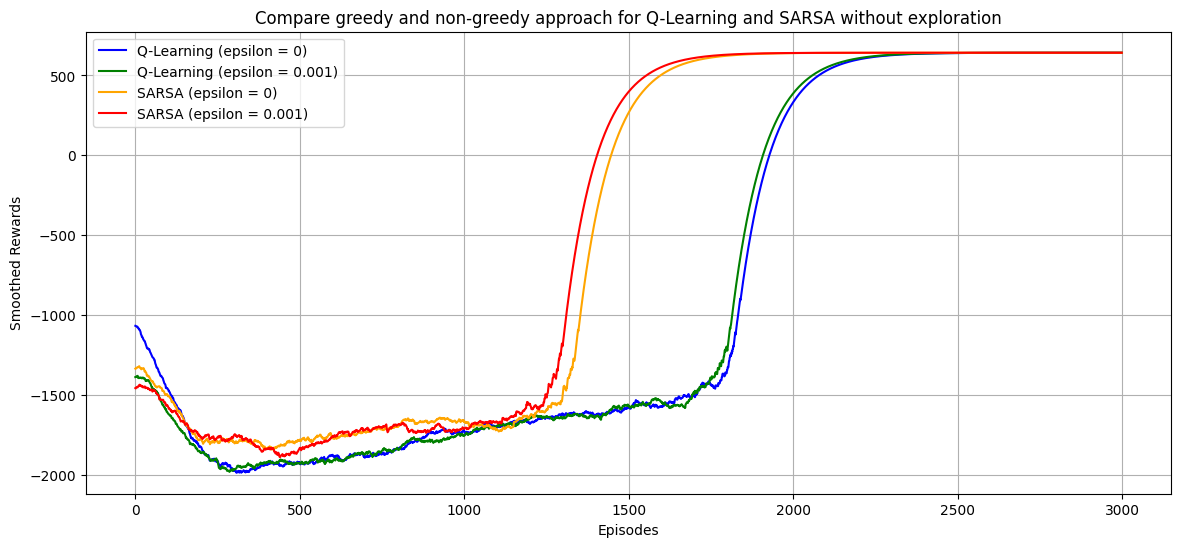 Compare greedy and non-greedy approach for Q-Learning and SARSA without exploration
Q-Learning (epsilon = 0)
Q-Learning (epsilon = 0.001)
SARSA (epsilon = 0)
SARSA (epsilon = 0.001)
Smoothed Rewards
500
0
−500
−1000
−1500
−2000
0 500 1000 1500 2000 2500 3000
Episodes